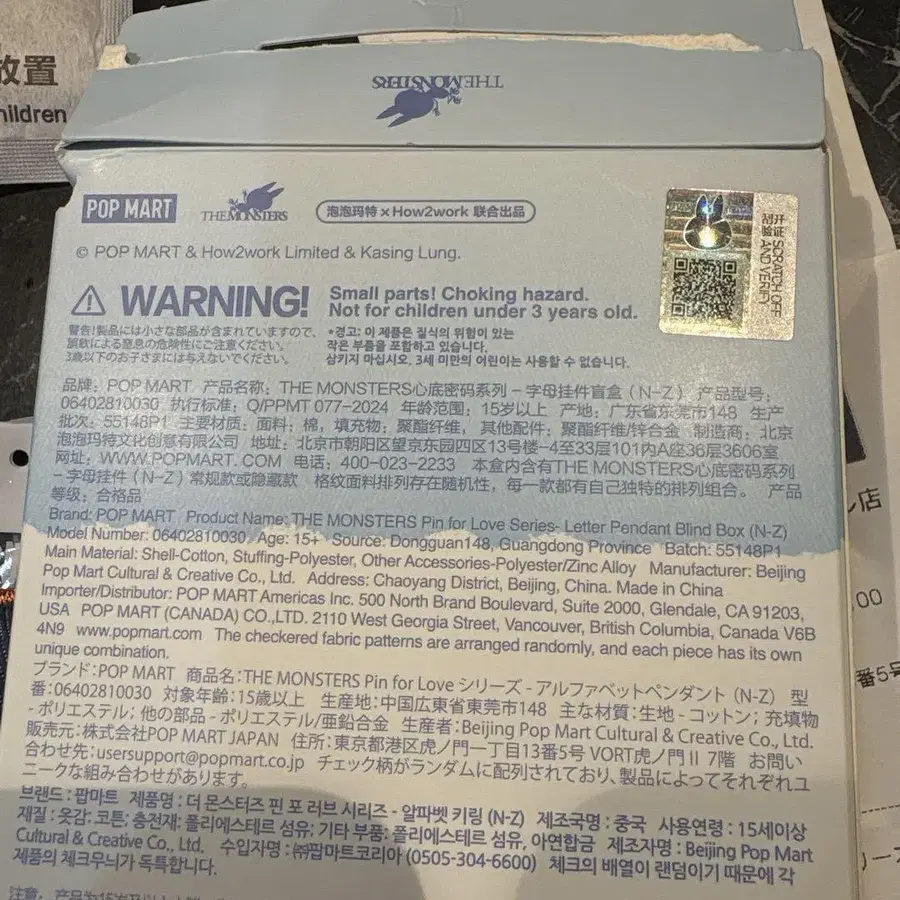 放置
THE MONSTERS
POP MART
THE MONSTERS
泡泡玛特 × How2work 联合出品
刮开验证 SCRATCH OFF AND VERIFY
© POP MART & How2work Limited & Kasing Lung.
WARNING!
Small parts! Choking hazard.
Not for children under 3 years old.
警告!製品には小さな部品が含まれていますので、
誤飲による窒息の危険性にご注意ください。
3歳以下のお子さまには与えないでください。
*경고: 이 제품은 질식의 위험이 있는
작은 부품을 포함하고 있습니다.
삼키지 마십시오. 3세 미만의 어린이는 사용할 수 없습니다.
品牌：POP MART 产品名称：THE MONSTERS心底密码系列 – 字母挂件盲盒（N–Z） 产品型号：
06402810030 执行标准：Q/PPMT 077-2024 年龄范围：15岁以上 产地：广东省东莞市148 生产
批次：55148P1 主要材质：面料：棉，填充物：聚酯纤维，其他配件：聚酯纤维/锌合金 制造商：北京
泡泡玛特文化创意有限公司 地址：北京市朝阳区望京东园四区13号楼-4至33层101内A座36层3606室
网址：WWW.POPMART.COM 电话：400-023-2233 本盒内含有THE MONSTERS心底密码系列
– 字母挂件（N–Z）常规款或隐藏款 格纹面料排列存在随机性，每一款都有自己独特的排列组合。 产品
等级：合格品
Brand: POP MART Product Name: THE MONSTERS Pin for Love Series- Letter Pendant Blind Box (N-Z)
Model Number: 06402810030 Age: 15+ Source: Dongguan148, Guangdong Province Batch: 55148P1
Main Material: Shell-Cotton, Stuffing-Polyester, Other Accessories-Polyester/Zinc Alloy Manufacturer: Beijing
Pop Mart Cultural & Creative Co., Ltd. Address: Chaoyang District, Beijing, China. Made in China
Importer/Distributor: POP MART Americas Inc. 500 North Brand Boulevard, Suite 2000, Glendale, CA 91203,
USA POP MART (CANADA) CO.,LTD. 2110 West Georgia Street, Vancouver, British Columbia, Canada V6B
4N9 www.popmart.com The checkered fabric patterns are arranged randomly, and each piece has its own
unique combination.
ブランド：POP MART 商品名：THE MONSTERS Pin for Love シリーズ - アルファベットペンダント（N-Z） 型
番：06402810030 対象年齢：15歳以上 生産地：中国広東省東莞市148 主な材質：生地 - コットン；充填物
- ポリエステル；他の部品 - ポリエステル/亜鉛合金 生産者：Beijing Pop Mart Cultural & Creative Co., Ltd.
販売元：株式会社POP MART JAPAN 住所：東京都港区虎ノ門一丁目13番5号 VORT虎ノ門Ⅱ 7階 お問い
合わせ先：usersupport@popmart.co.jp チェック柄がランダムに配列されており、製品によってそれぞれユ
ニークな組み合わせがあります。
브랜드 : 팝마트 제품명 : 더 몬스터즈 핀 포 러브 시리즈 - 알파벳 키링 (N-Z) 제조국명 : 중국 사용연령 : 15세이상
재질 : 옷감: 코튼; 충전재: 폴리에스테르 섬유; 기타 부품: 폴리에스테르 섬유, 아연합금 제조자명 : Beijing Pop Mart
Cultural & Creative Co., Ltd. 수입자명 : ㈜팝마트코리아 (0505-304-6600) 체크의 배열이 랜덤이기 때문에 각
제품의 체크무늬가 독특합니다.
店
00
番5号